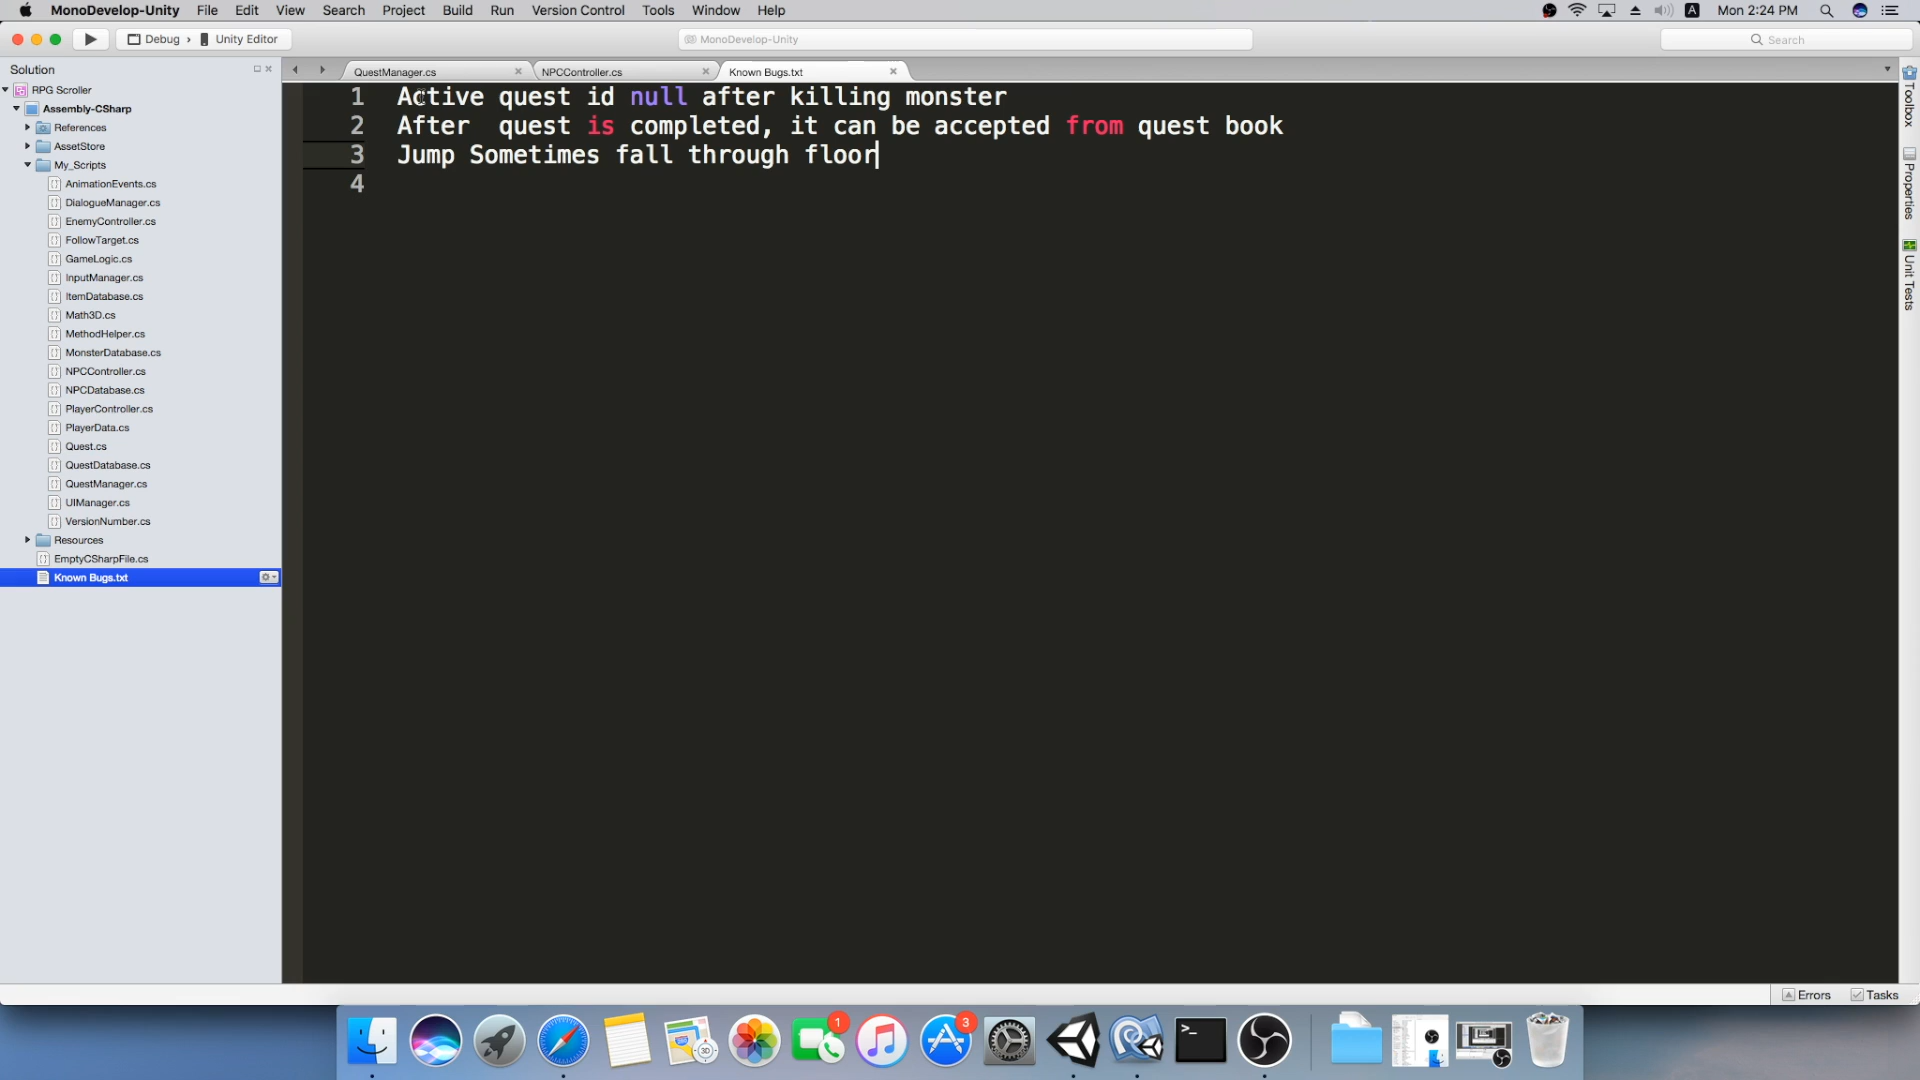 MonoDevelop-Unity File Edit View Search Project Build Run Version Control Tools Window Help A Mon 2:24 PM
Debug › Unity Editor MonoDevelop-Unity Search
Solution
QuestManager.cs NPCController.cs Known Bugs.txt
RPG Scroller
Assembly-CSharp
References
AssetStore
My_Scripts
AnimationEvents.cs
DialogueManager.cs
EnemyController.cs
FollowTarget.cs
GameLogic.cs
InputManager.cs
ItemDatabase.cs
Math3D.cs
MethodHelper.cs
MonsterDatabase.cs
NPCController.cs
NPCDatabase.cs
PlayerController.cs
PlayerData.cs
Quest.cs
QuestDatabase.cs
QuestManager.cs
UIManager.cs
VersionNumber.cs
Resources
EmptyCSharpFile.cs
Known Bugs.txt
1 Active quest id null after killing monster
2 After  quest is completed, it can be accepted from quest book
3 Jump Sometimes fall through floor
4
Toolbox
Properties
Unit Tests
Errors Tasks
280
3D
1
3
>_